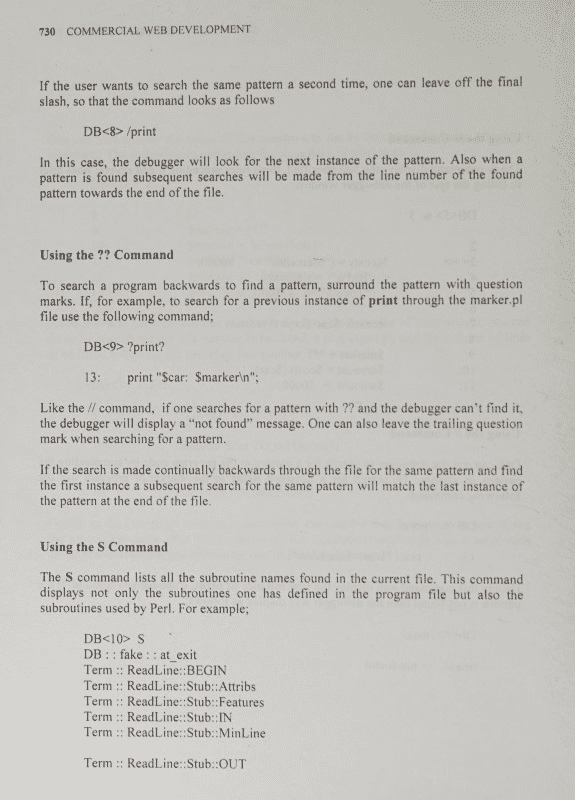 730 COMMERCIAL WEB DEVELOPMENT
If the user wants to search the same pattern a second time, one can leave off the final
slash, so that the command looks as follows
DB<8> /print
In this case, the debugger will look for the next instance of the pattern. Also when a
pattern is found subsequent searches will be made from the line number of the found
pattern towards the end of the file.
Using the ?? Command
To search a program backwards to find a pattern, surround the pattern with question
marks. If, for example, to search for a previous instance of print through the marker.pl
file use the following command;
DB<9> ?print?
13: print "$car: $marker\n";
Like the // command, if one searches for a pattern with ?? and the debugger can't find it,
the debugger will display a “not found” message. One can also leave the trailing question
mark when searching for a pattern.
If the search is made continually backwards through the file for the same pattern and find
the first instance a subsequent search for the same pattern will match the last instance of
the pattern at the end of the file.
Using the S Command
The S command lists all the subroutine names found in the current file. This command
displays not only the subroutines one has defined in the program file but also the
subroutines used by Perl. For example;
DB<10> S
DB : : fake : : at_exit
Term :: ReadLine::BEGIN
Term :: ReadLine::Stub::Attribs
Term :: ReadLine::Stub::Features
Term :: ReadLine::Stub::IN
Term :: ReadLine::Stub::MinLine
Term :: ReadLine::Stub::OUT